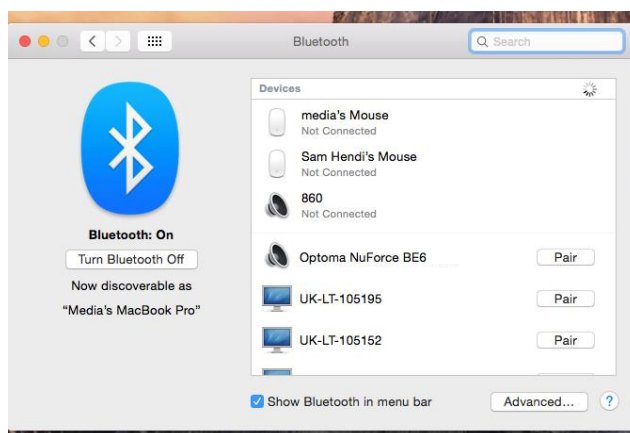 Bluetooth
Search
Devices
media's Mouse
Not Connected
Sam Hendi's Mouse
Not Connected
860
Not Connected
Optoma NuForce BE6
Pair
UK-LT-105195
Pair
UK-LT-105152
Pair
Bluetooth: On
Turn Bluetooth Off
Now discoverable as
“Media's MacBook Pro”
Show Bluetooth in menu bar
Advanced...
?